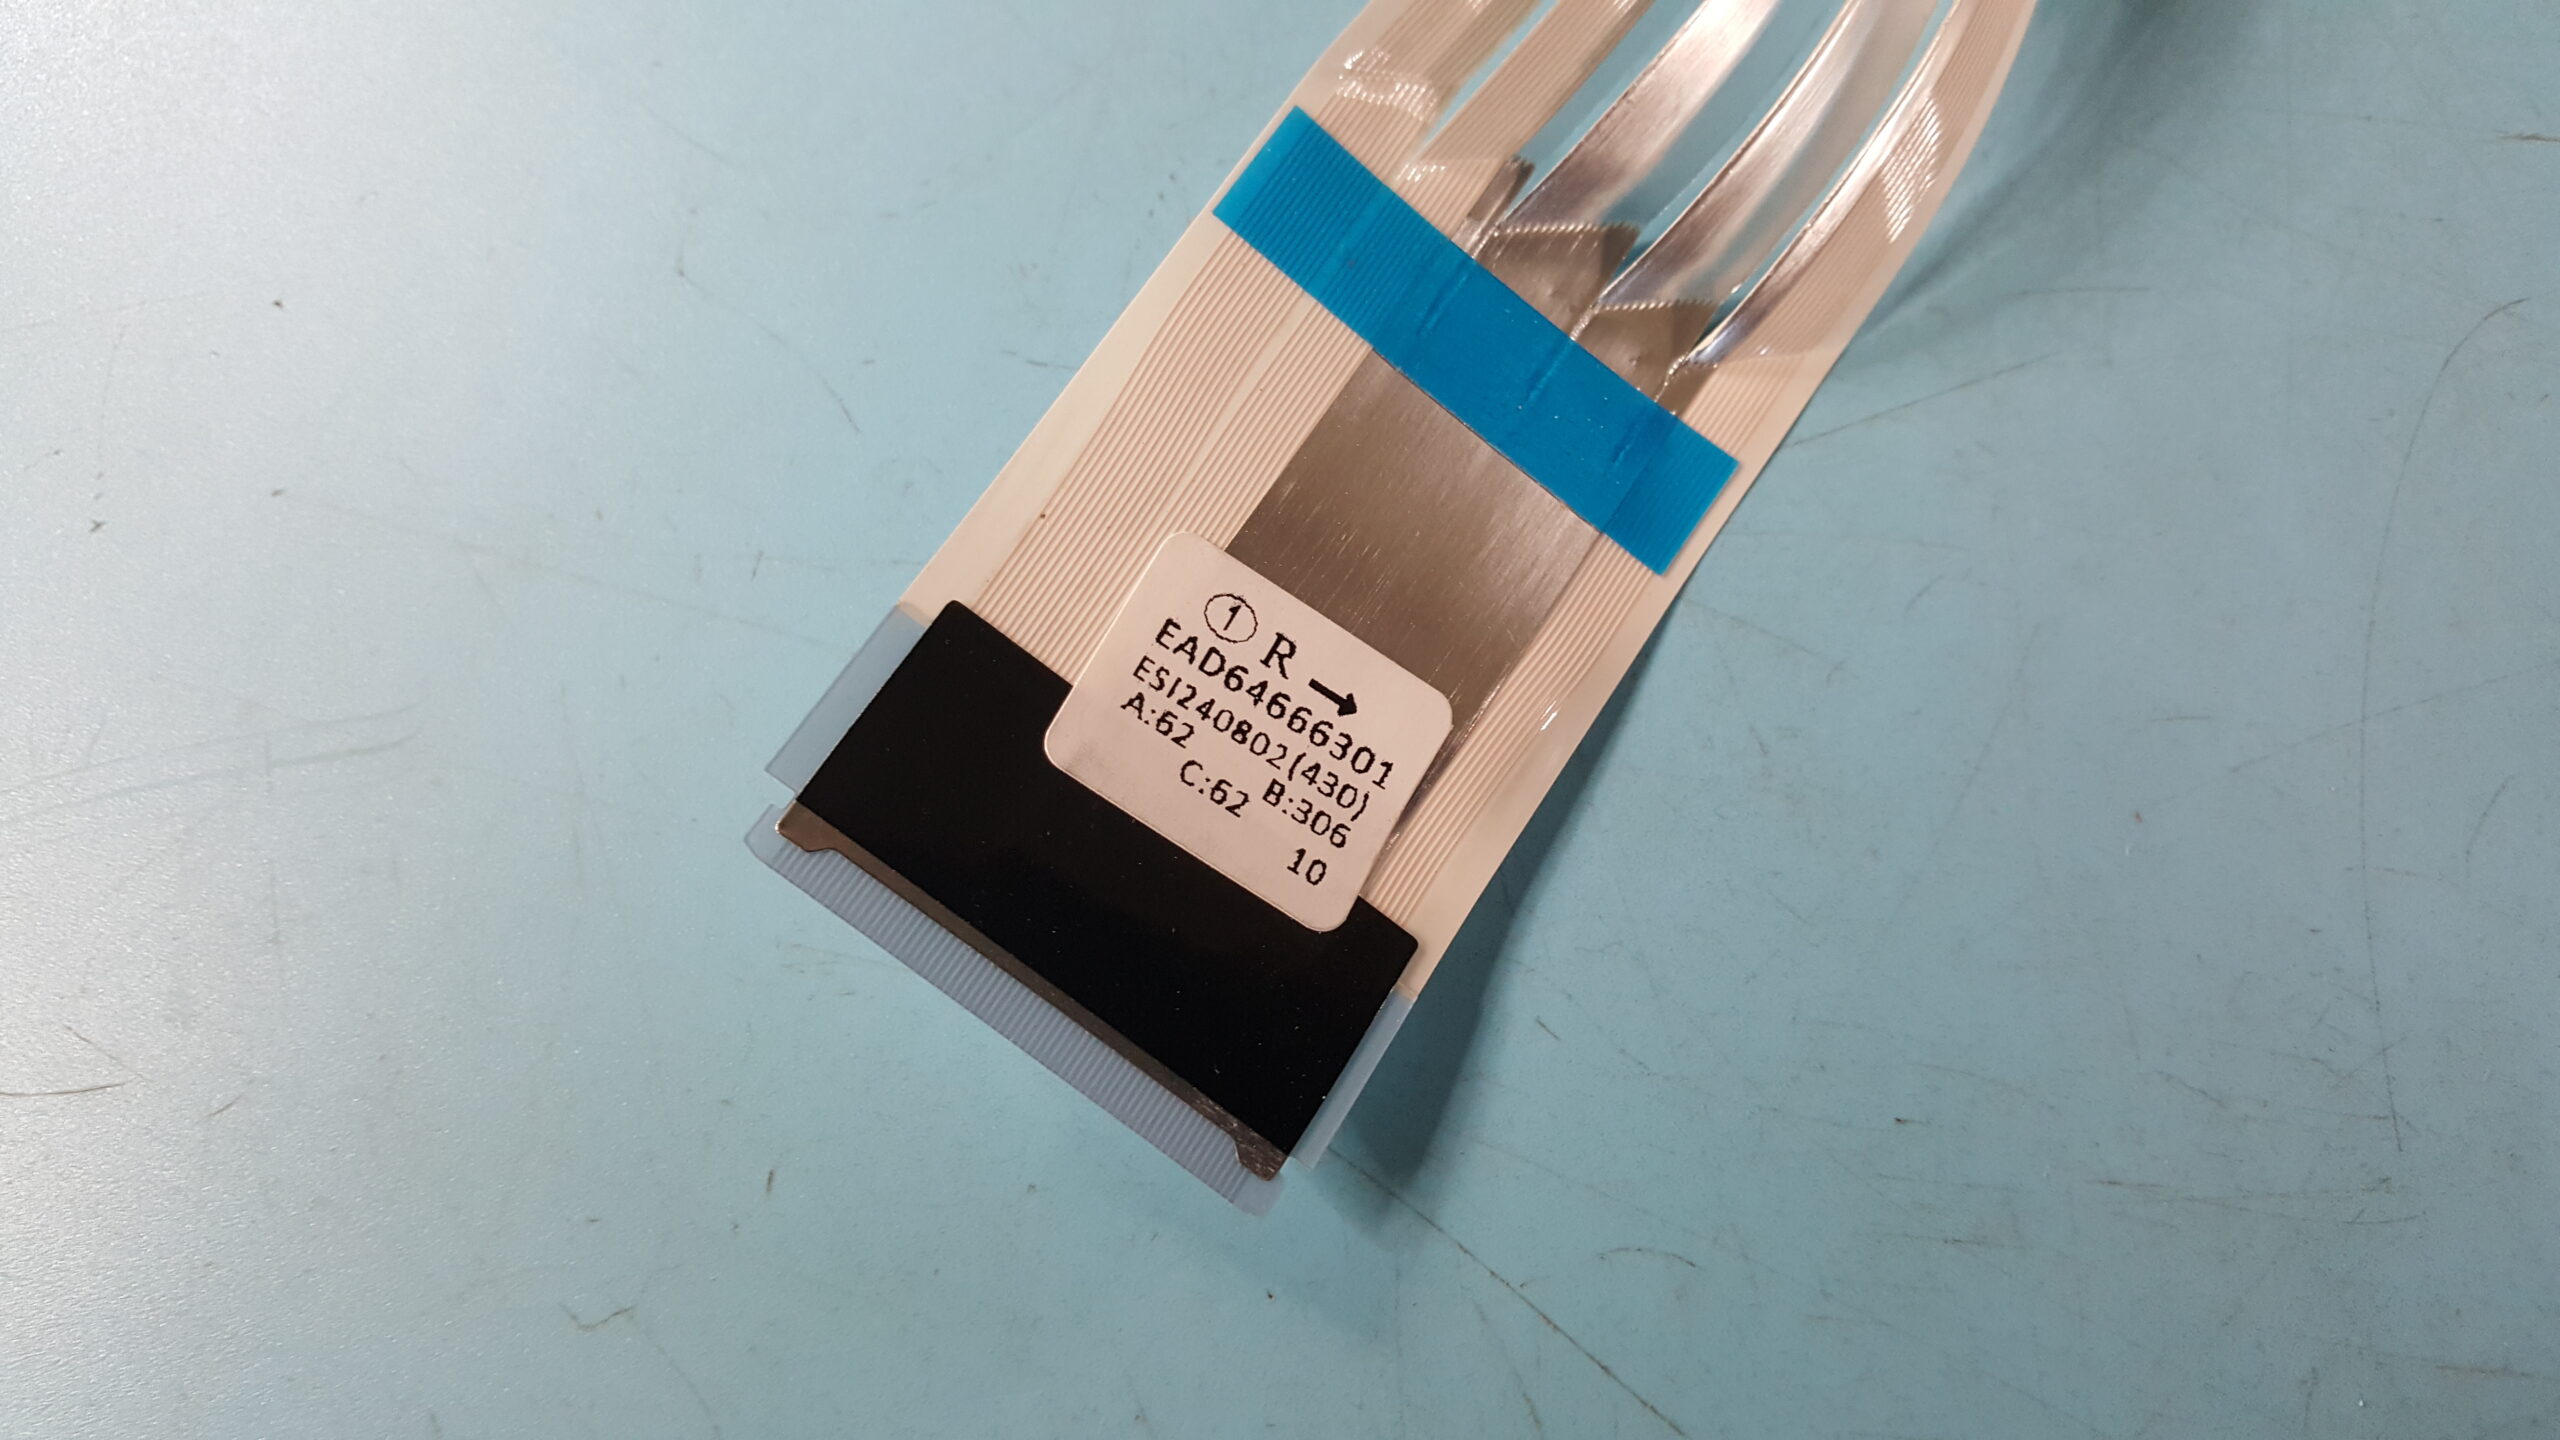 ① R →
EAD64666301
ESI240802(430)
A:62 B:306
C:62 10